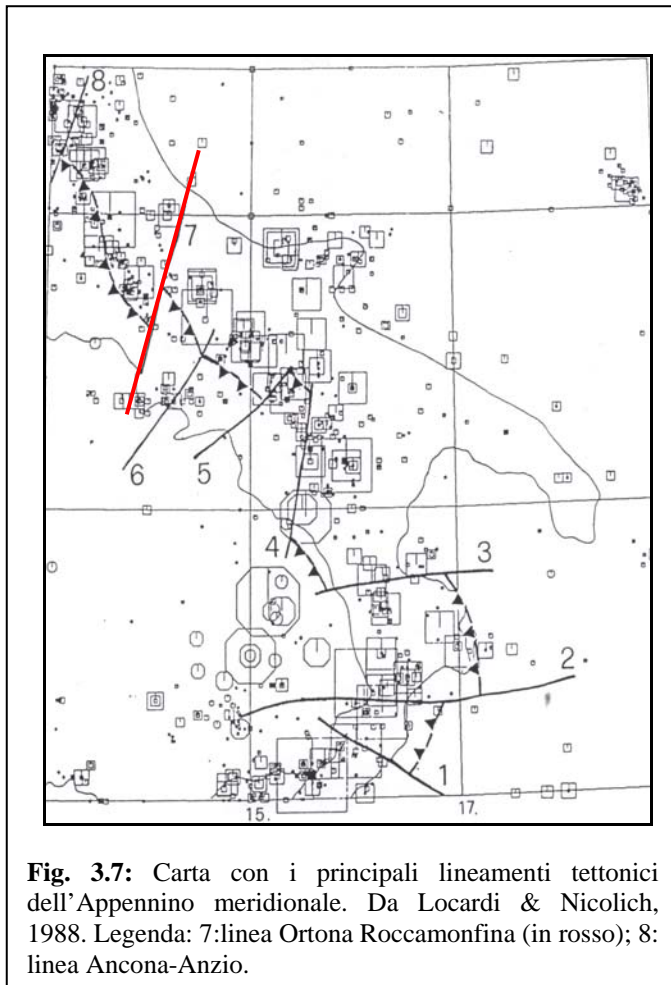 8
7
6
5
4
3
2
1
15.
17.
Fig. 3.7: Carta con i principali lineamenti tettonici
dell'Appennino meridionale. Da Locardi & Nicolich,
1988. Legenda: 7:linea Ortona Roccamonfina (in rosso); 8:
linea Ancona-Anzio.